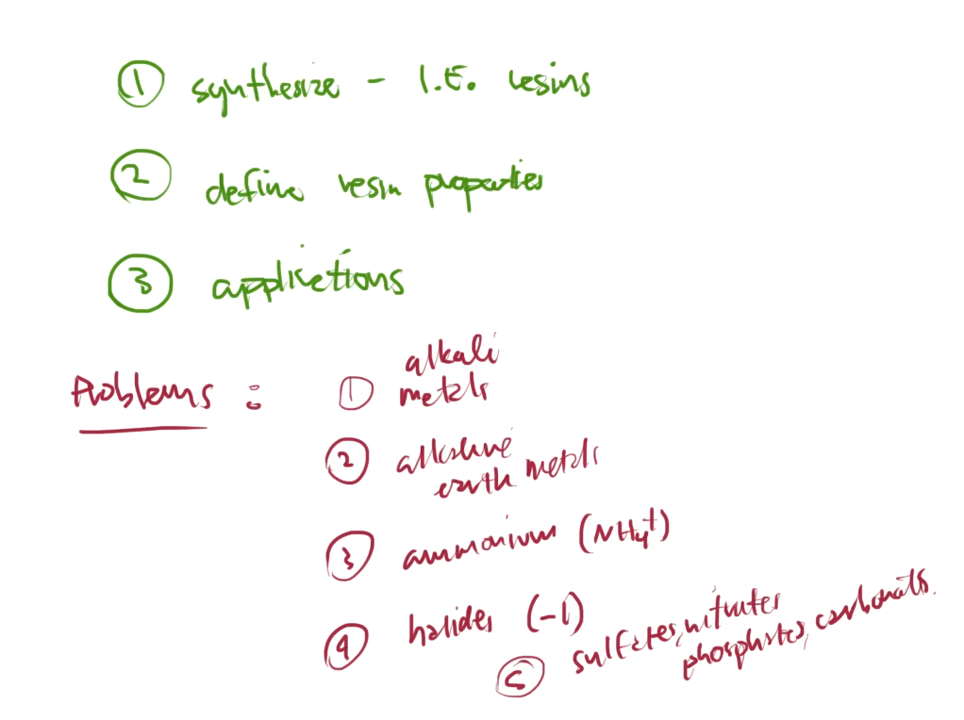 ① synthesize - I.E. resins
② define resin properties
③ applications
Problems : ① alkali metals
② alkaline earth metals
③ ammonium (NH4+)
④ halides (-1)
⑤ sulfates, nitrates phosphates, carbonates.